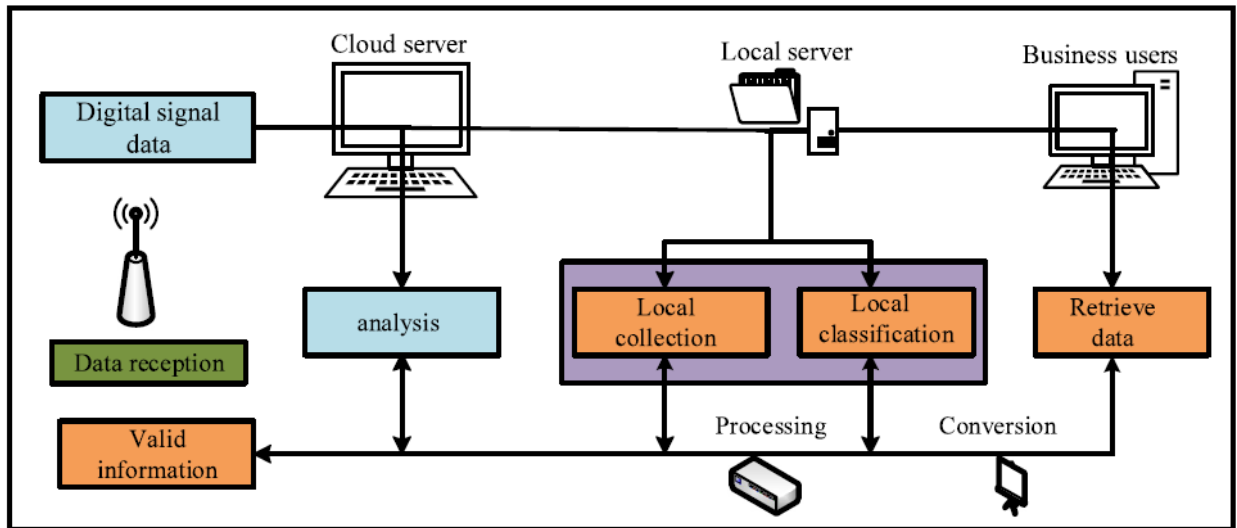 Cloud server
Local server
Business users
Digital signal
data
analysis
Local
collection
Local
classification
Retrieve
data
Data reception
Valid
information
Processing
Conversion